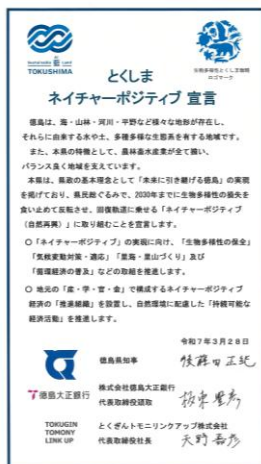 TOKUSHIMA
生物多様性とくしま戦略
ロゴマーク
とくしま
ネイチャーポジティブ 宣言
徳島は、海・山林・河川・平野など様々な地形が存在し、
それらに由来する水や土、多種多様な生態系を有する地域です。
また、本県の特徴として、農林畜水産業が全て揃い、
バランス良く地域を支えています。
本県は、県政の基本理念として「未来に引き継げる徳島」の実現
を掲げており、県民総ぐるみで、2030年までに生物多様性の損失を
食い止めて反転させ、回復軌道に乗せる「ネイチャーポジティブ
(自然再興)」に取り組むことを宣言します。
○「ネイチャーポジティブ」の実現に向け、「生物多様性の保全」
「気候変動対策・適応」「里海・里山づくり」及び
「循環経済の普及」などの取組を推進します。
○ 地元の「産・学・官・金」で構成するネイチャーポジティブ
経済の「推進組織」を設置し、自然環境に配慮した「持続可能な
経済活動」を推進します。
令和7年3月28日
徳島県知事 後藤田正純
徳島大正銀行
株式会社徳島大正銀行
代表取締役頭取 板東豊彦
TOKUGIN
TOMONY
LINK UP
とくぎんトモニリンクアップ株式会社
代表取締役社長